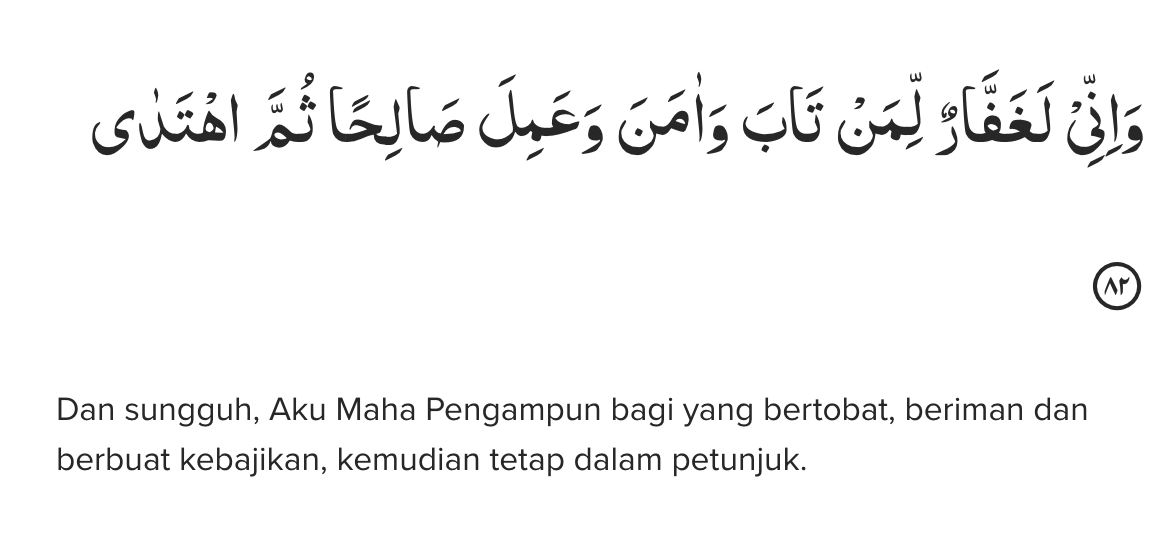 وَاِنِّيْ لَغَفَّارٌ لِّمَنْ تَابَ وَاٰمَنَ وَعَمِلَ صَالِحًا ثُمَّ اهْتَدٰى
٨٢
Dan sungguh, Aku Maha Pengampun bagi yang bertobat, beriman dan
berbuat kebajikan, kemudian tetap dalam petunjuk.